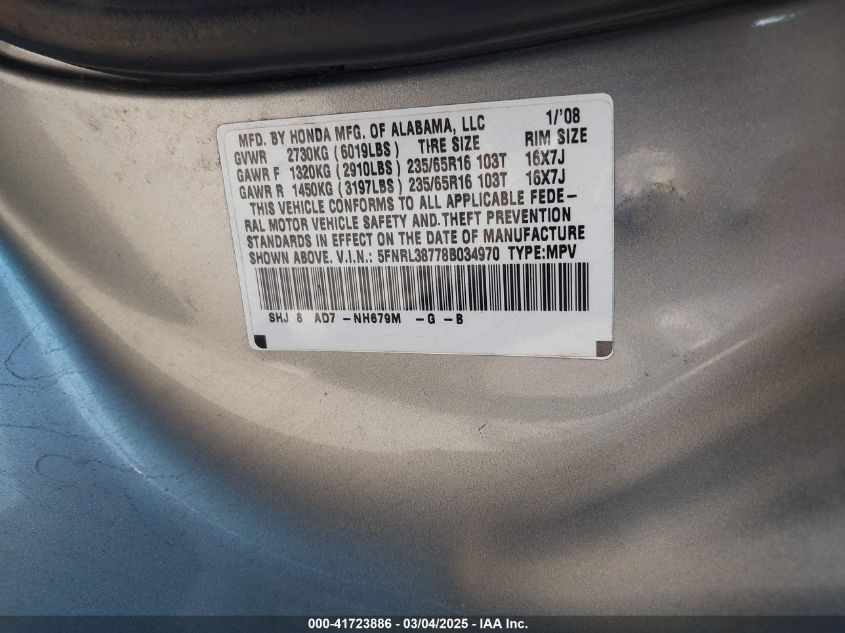 MFD. BY HONDA MFG. OF ALABAMA, LLC 1/'08
GVWR 2730KG (6019LBS) TIRE SIZE RIM SIZE
GAWR F 1320KG (2910LBS) 235/65R16 103T 16X7J
GAWR R 1450KG (3197LBS) 235/65R16 103T 16X7J
THIS VEHICLE CONFORMS TO ALL APPLICABLE FEDE-
RAL MOTOR VEHICLE SAFETY AND THEFT PREVENTION
STANDARDS IN EFFECT ON THE DATE OF MANUFACTURE
SHOWN ABOVE. V.I.N.: 5FNRL38778B034970 TYPE:MPV
SHJ 8 AD7 -NH679M -G -B
000-41723886 - 03/04/2025 - IAA Inc.